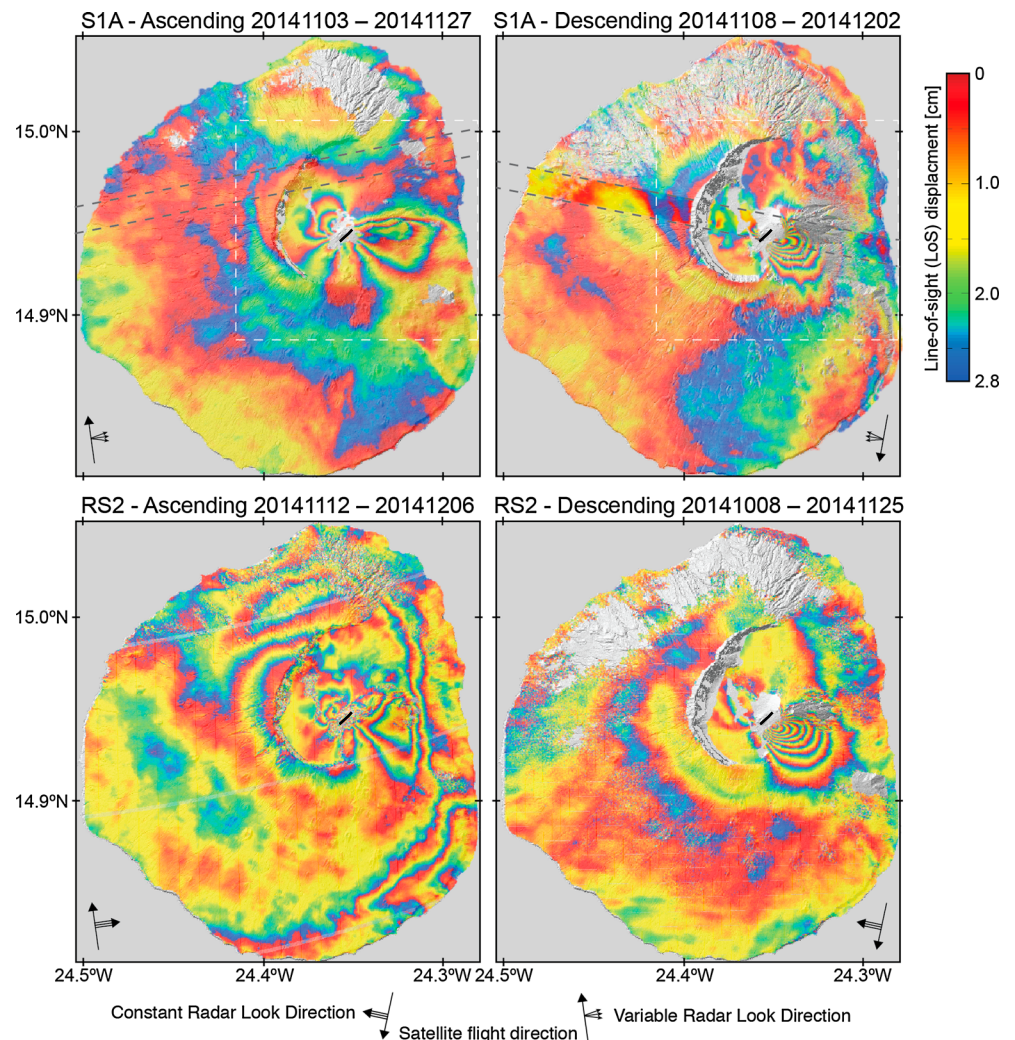 S1A - Ascending 20141103 – 20141127
S1A - Descending 20141108 – 20141202
15.0ºN
14.9ºN
0
1.0
2.0
2.8
Line-of-sight (LoS) displacment [cm]
RS2 - Ascending 20141112 – 20141206
RS2 - Descending 20141008 – 20141125
15.0ºN
14.9ºN
24.5ºW
24.4ºW
24.3ºW
24.5ºW
24.4ºW
24.3ºW
Constant Radar Look Direction
Satellite flight direction
Variable Radar Look Direction